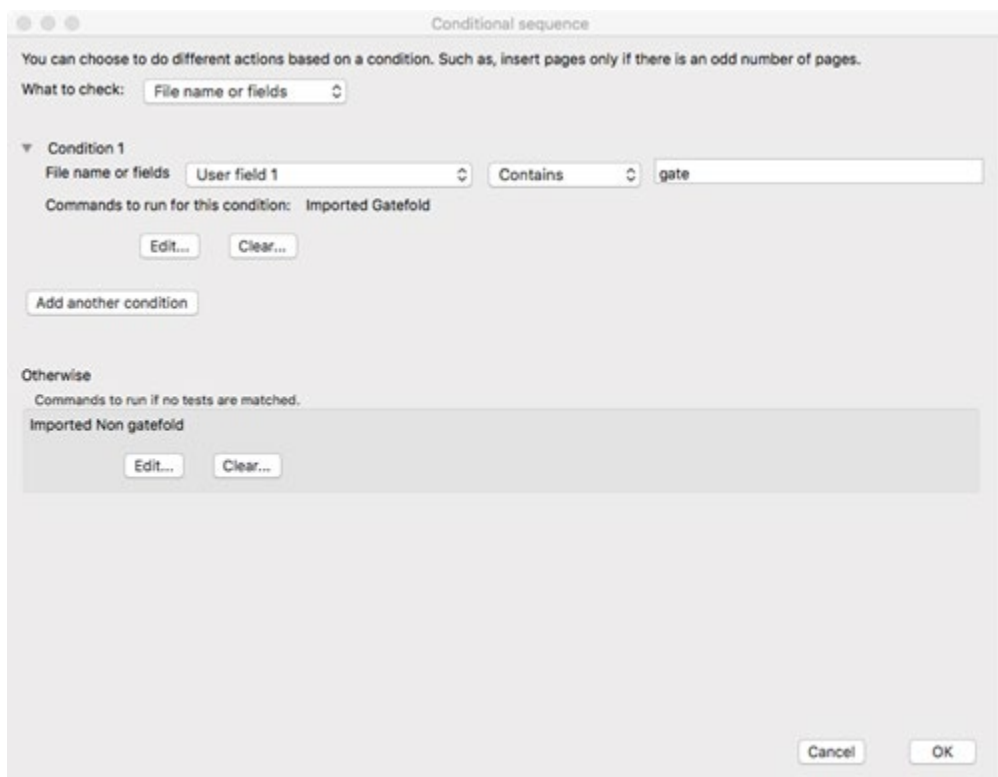 Conditional sequence
You can choose to do different actions based on a condition. Such as, insert pages only if there is an odd number of pages.
What to check: File name or fields
Condition 1
File name or fields User field 1 Contains gate
Commands to run for this condition: Imported Gatefold
Edit... Clear...
Add another condition
Otherwise
Commands to run if no tests are matched.
Imported Non gatefold
Edit... Clear...
Cancel OK